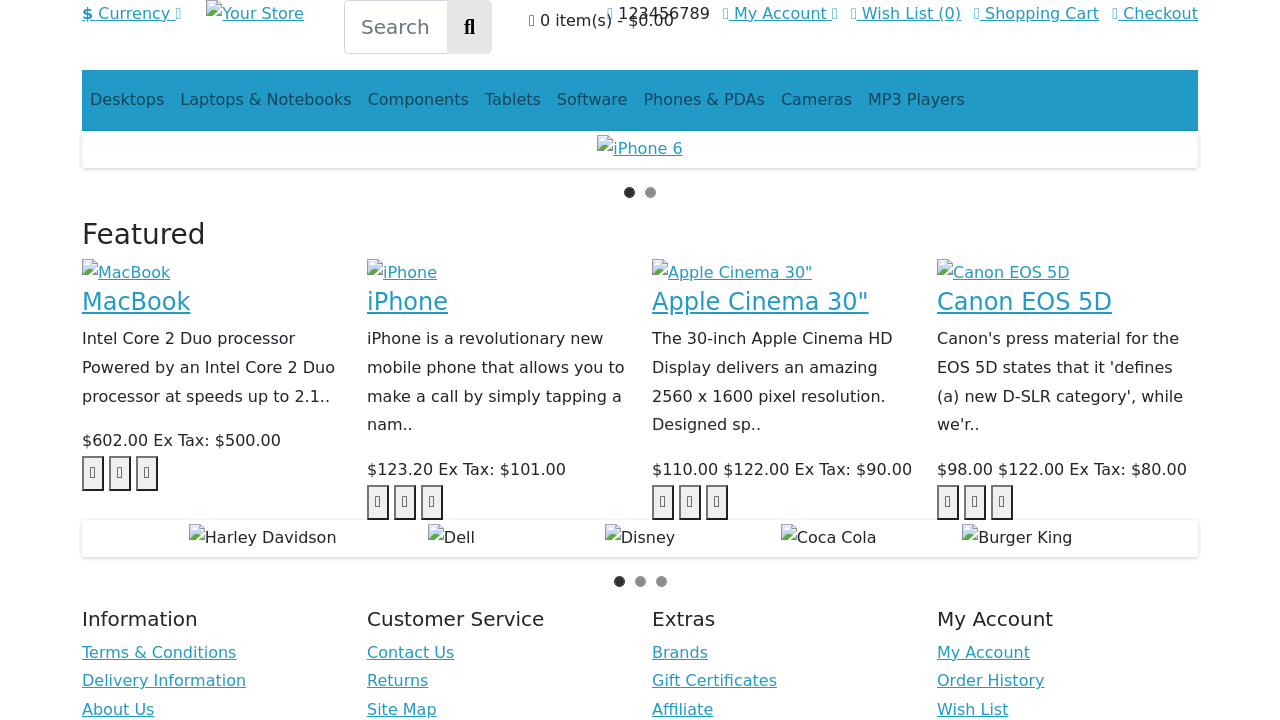 $ Currency
Your Store
Search
0 item(s) - $0.00
123456789 My Account Wish List (0) Shopping Cart Checkout
Desktops Laptops & Notebooks Components Tablets Software Phones & PDAs Cameras MP3 Players
iPhone 6
Featured
MacBook
MacBook
Intel Core 2 Duo processor
Powered by an Intel Core 2 Duo
processor at speeds up to 2.1..
$602.00 Ex Tax: $500.00
iPhone
iPhone
iPhone is a revolutionary new
mobile phone that allows you to
make a call by simply tapping a
nam..
$123.20 Ex Tax: $101.00
Apple Cinema 30"
Apple Cinema 30"
The 30-inch Apple Cinema HD
Display delivers an amazing
2560 x 1600 pixel resolution.
Designed sp..
$110.00 $122.00 Ex Tax: $90.00
Canon EOS 5D
Canon EOS 5D
Canon's press material for the
EOS 5D states that it 'defines
(a) new D-SLR category', while
we'r..
$98.00 $122.00 Ex Tax: $80.00
Harley Davidson Dell Disney Coca Cola Burger King
Information
Terms & Conditions
Delivery Information
About Us
Customer Service
Contact Us
Returns
Site Map
Extras
Brands
Gift Certificates
Affiliate
My Account
My Account
Order History
Wish List